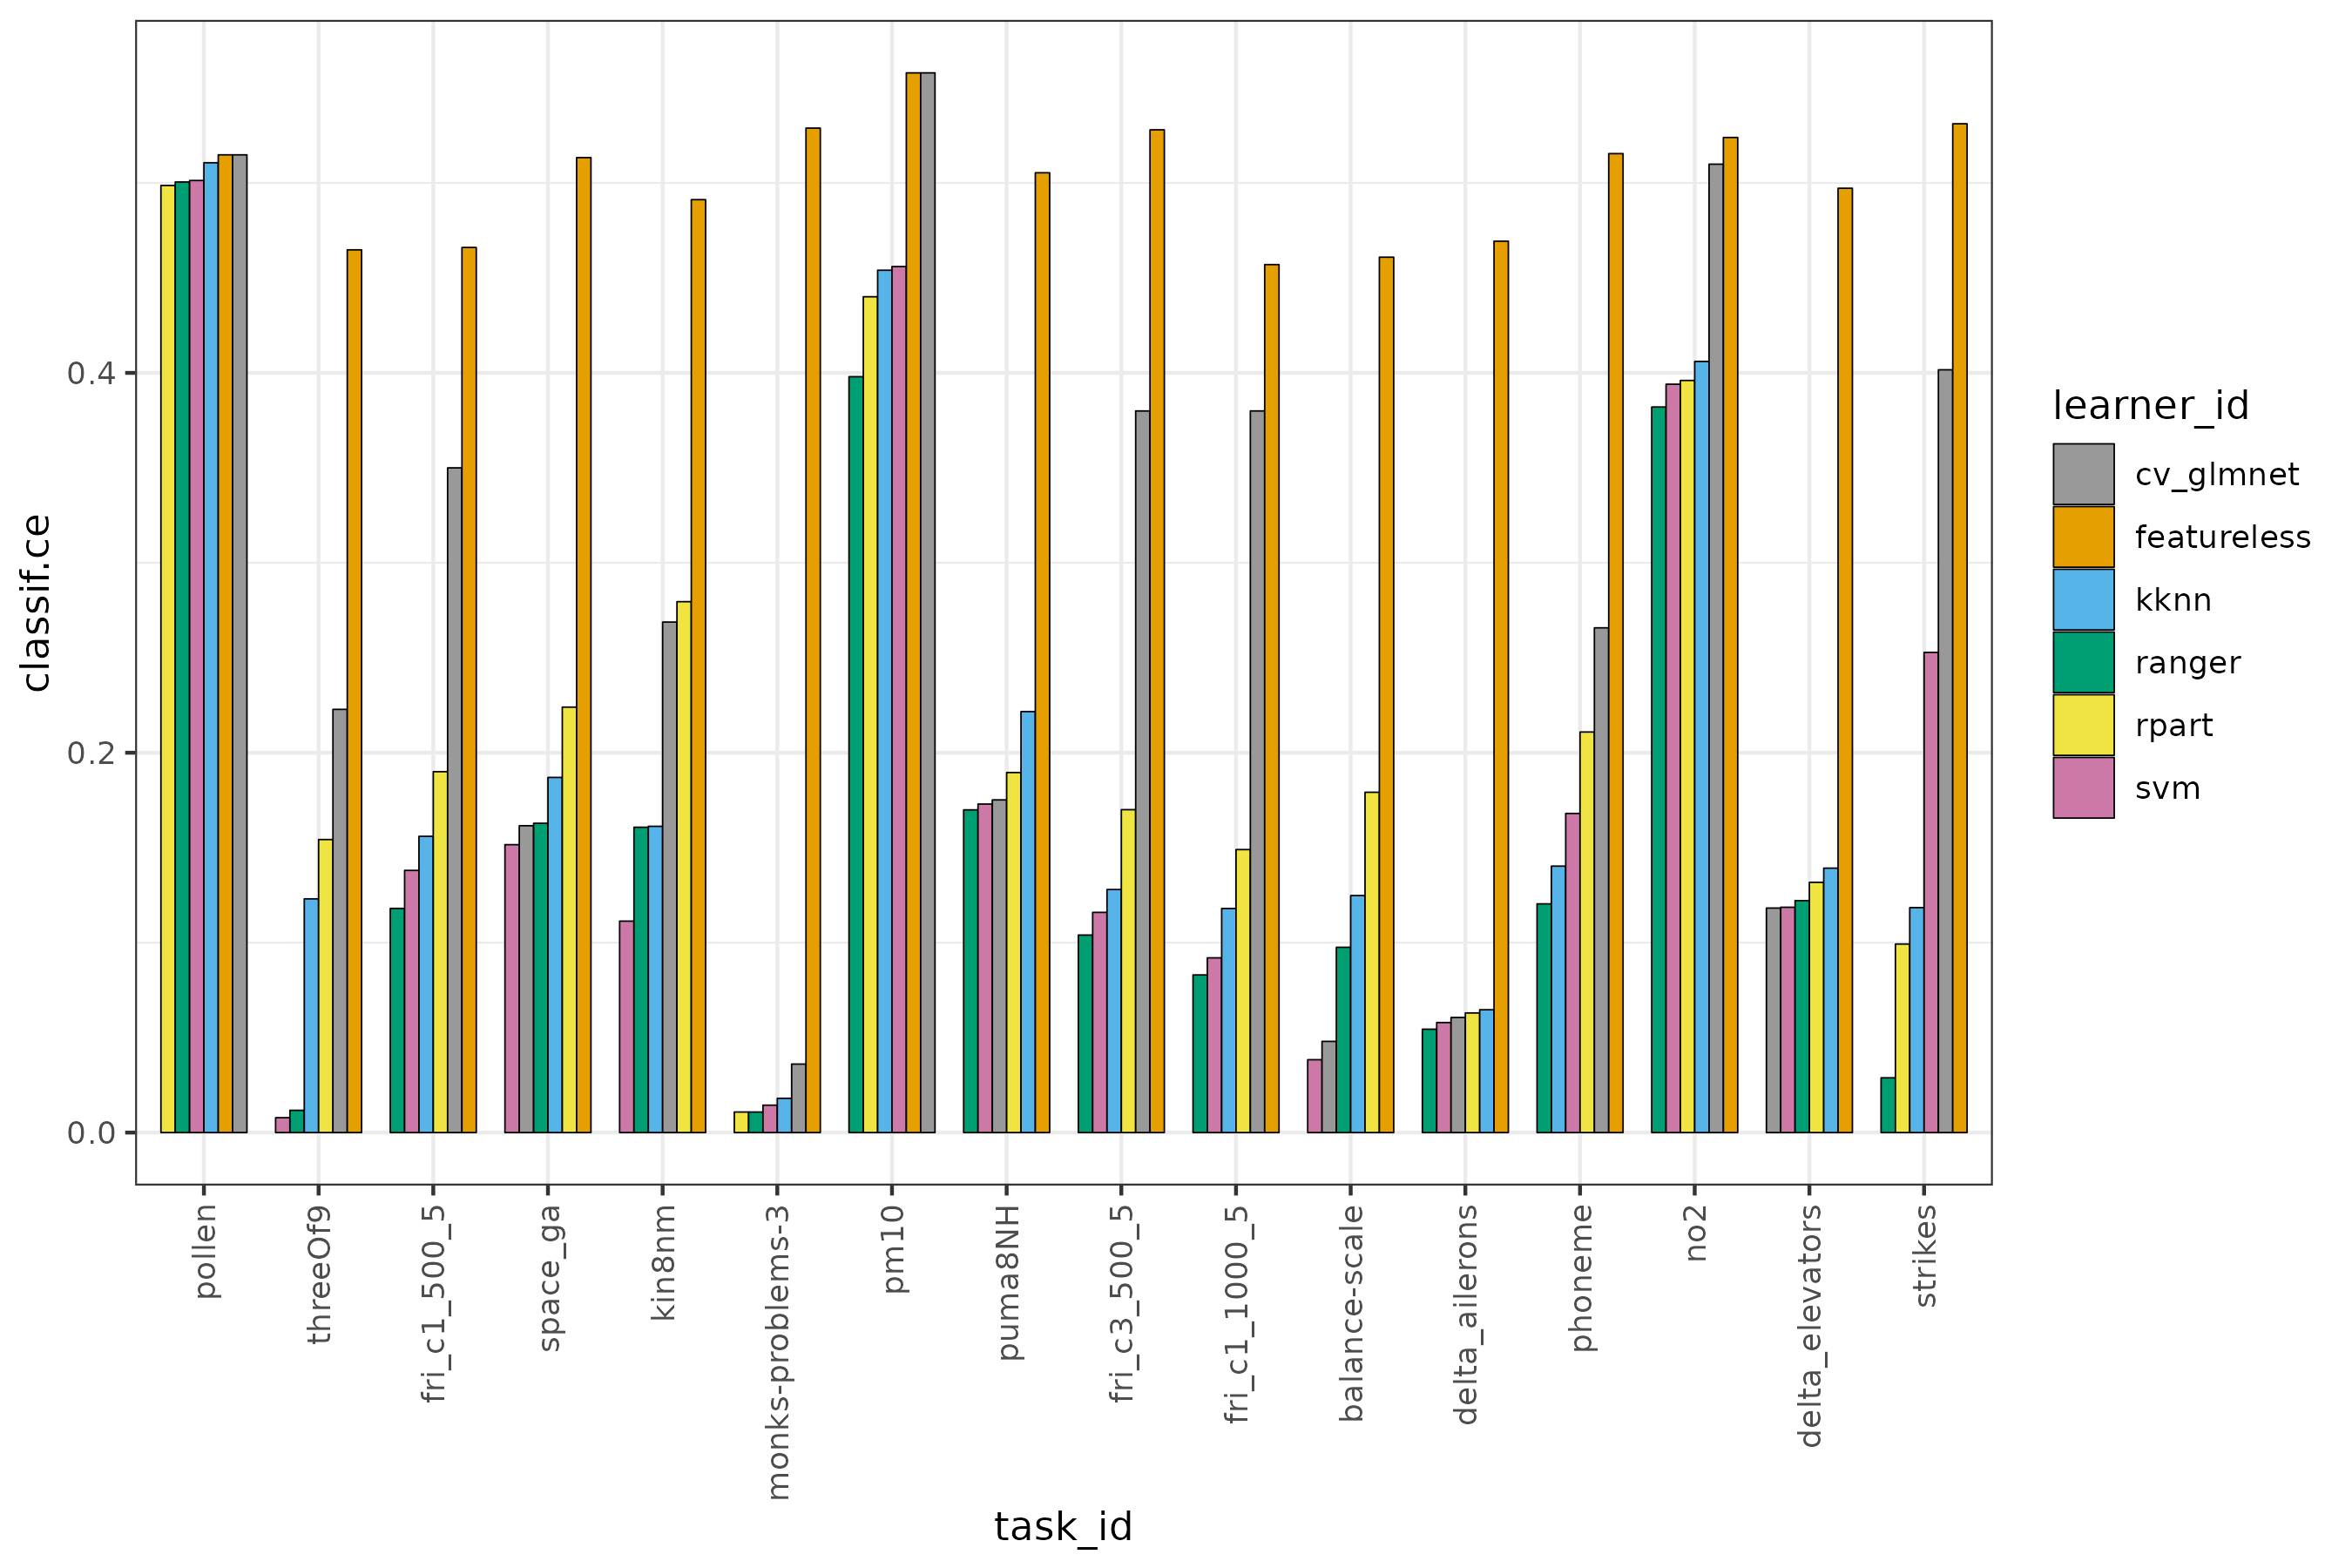 classif.ce
0.4
0.2
0.0
pollen
threeOf9
fri_c1_500_5
space_ga
kin8nm
monks-problems-3
pm10
puma8NH
fri_c3_500_5
fri_c1_1000_5
balance-scale
delta_ailerons
phoneme
no2
delta_elevators
strikes
task_id
learner_id
cv_glmnet
featureless
kknn
ranger
rpart
svm